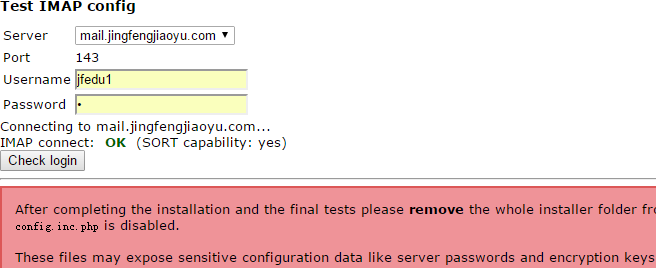 Test IMAP config
Server mail.jingfengjiaoyu.com
Port 143
Username jfedu1
Password •
Connecting to mail.jingfengjiaoyu.com...
IMAP connect: OK (SORT capability: yes)
Check login
After completing the installation and the final tests please remove the whole installer folder
config.inc.php is disabled.
These files may expose sensitive configuration data like server passwords and encryption keys